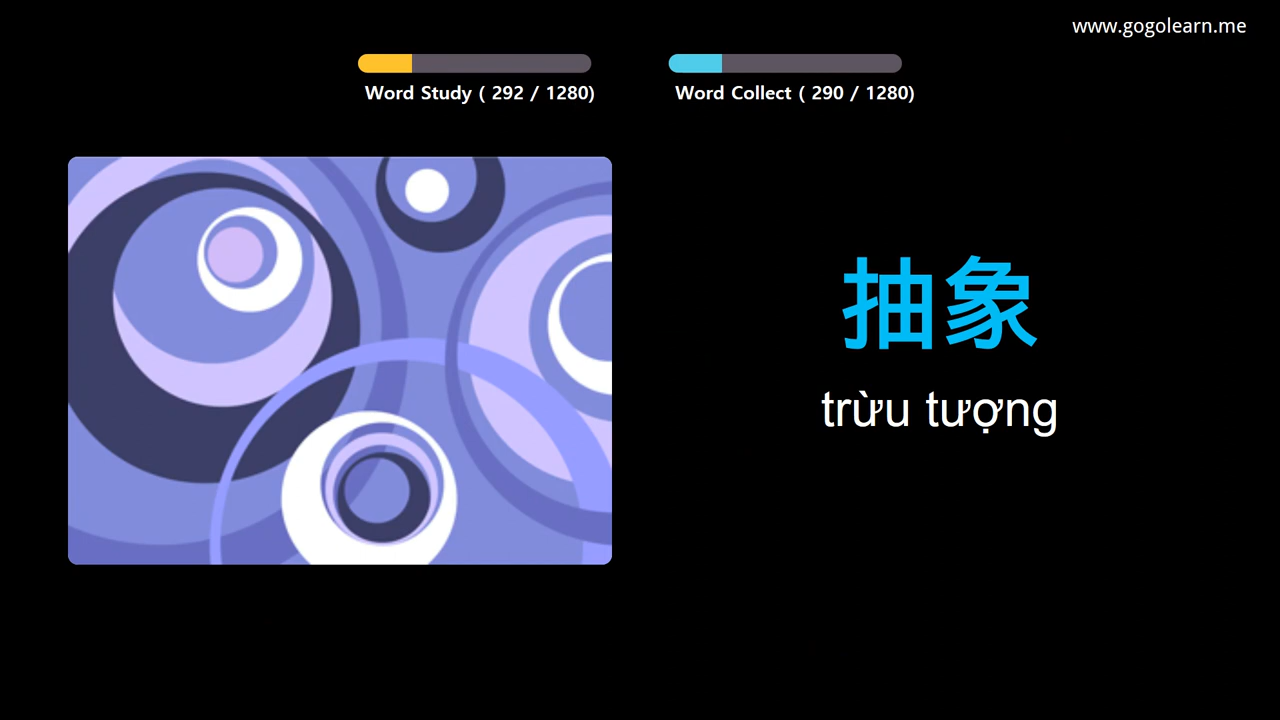 www.gogolearn.me
Word Study ( 292 / 1280)
Word Collect ( 290 / 1280)
抽象
trừu tượng